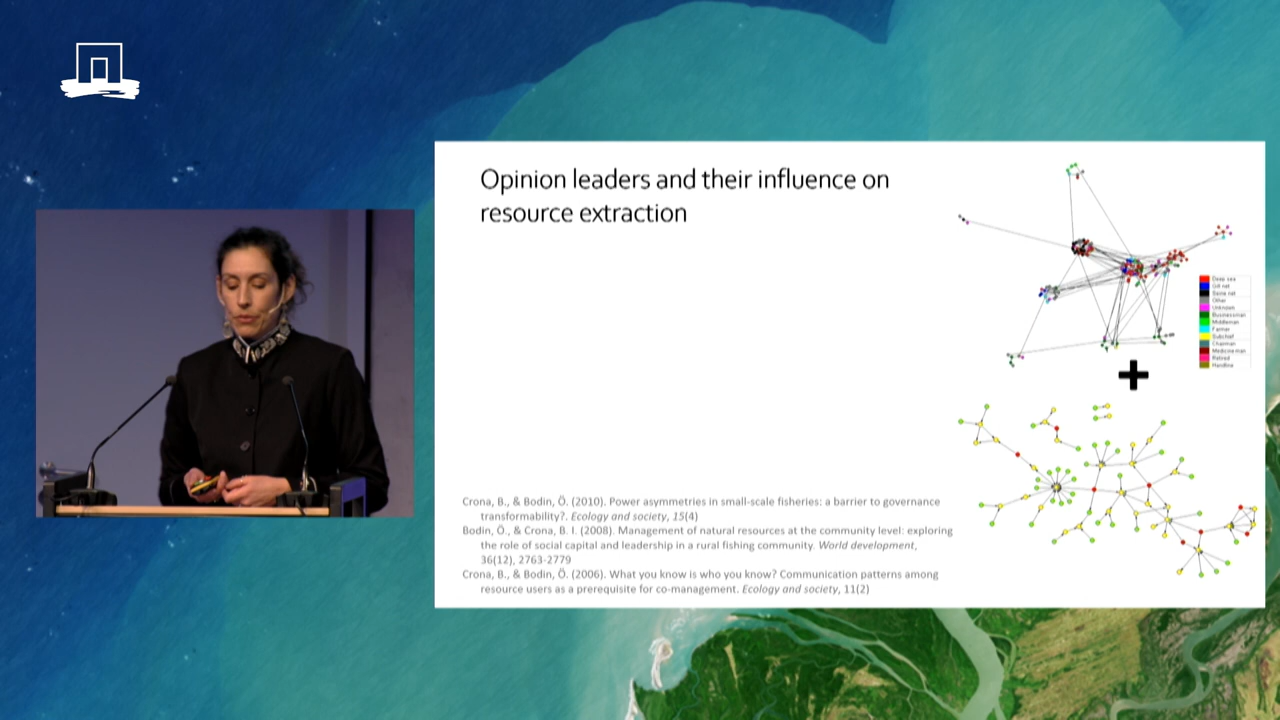 Opinion leaders and their influence on
resource extraction
Deep sea
Gill net
Seine net
Other
Unknown
Businessman
Middleman
Farmer
Subchief
Chairman
Medicine man
Retired
Handline
Crona, B., & Bodin, Ö. (2010). Power asymmetries in small-scale fisheries: a barrier to governance
transformability?. Ecology and society, 15(4)
Bodin, Ö., & Crona, B. I. (2008). Management of natural resources at the community level: exploring
the role of social capital and leadership in a rural fishing community. World development,
36(12), 2763-2779
Crona, B., & Bodin, Ö. (2006). What you know is who you know? Communication patterns among
resource users as a prerequisite for co-management. Ecology and society, 11(2)